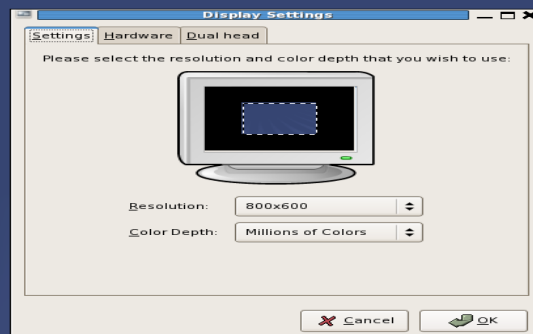 Display Settings
Settings Hardware Dual head
Please select the resolution and color depth that you wish to use:
Resolution: 800x600
Color Depth: Millions of Colors
Cancel OK